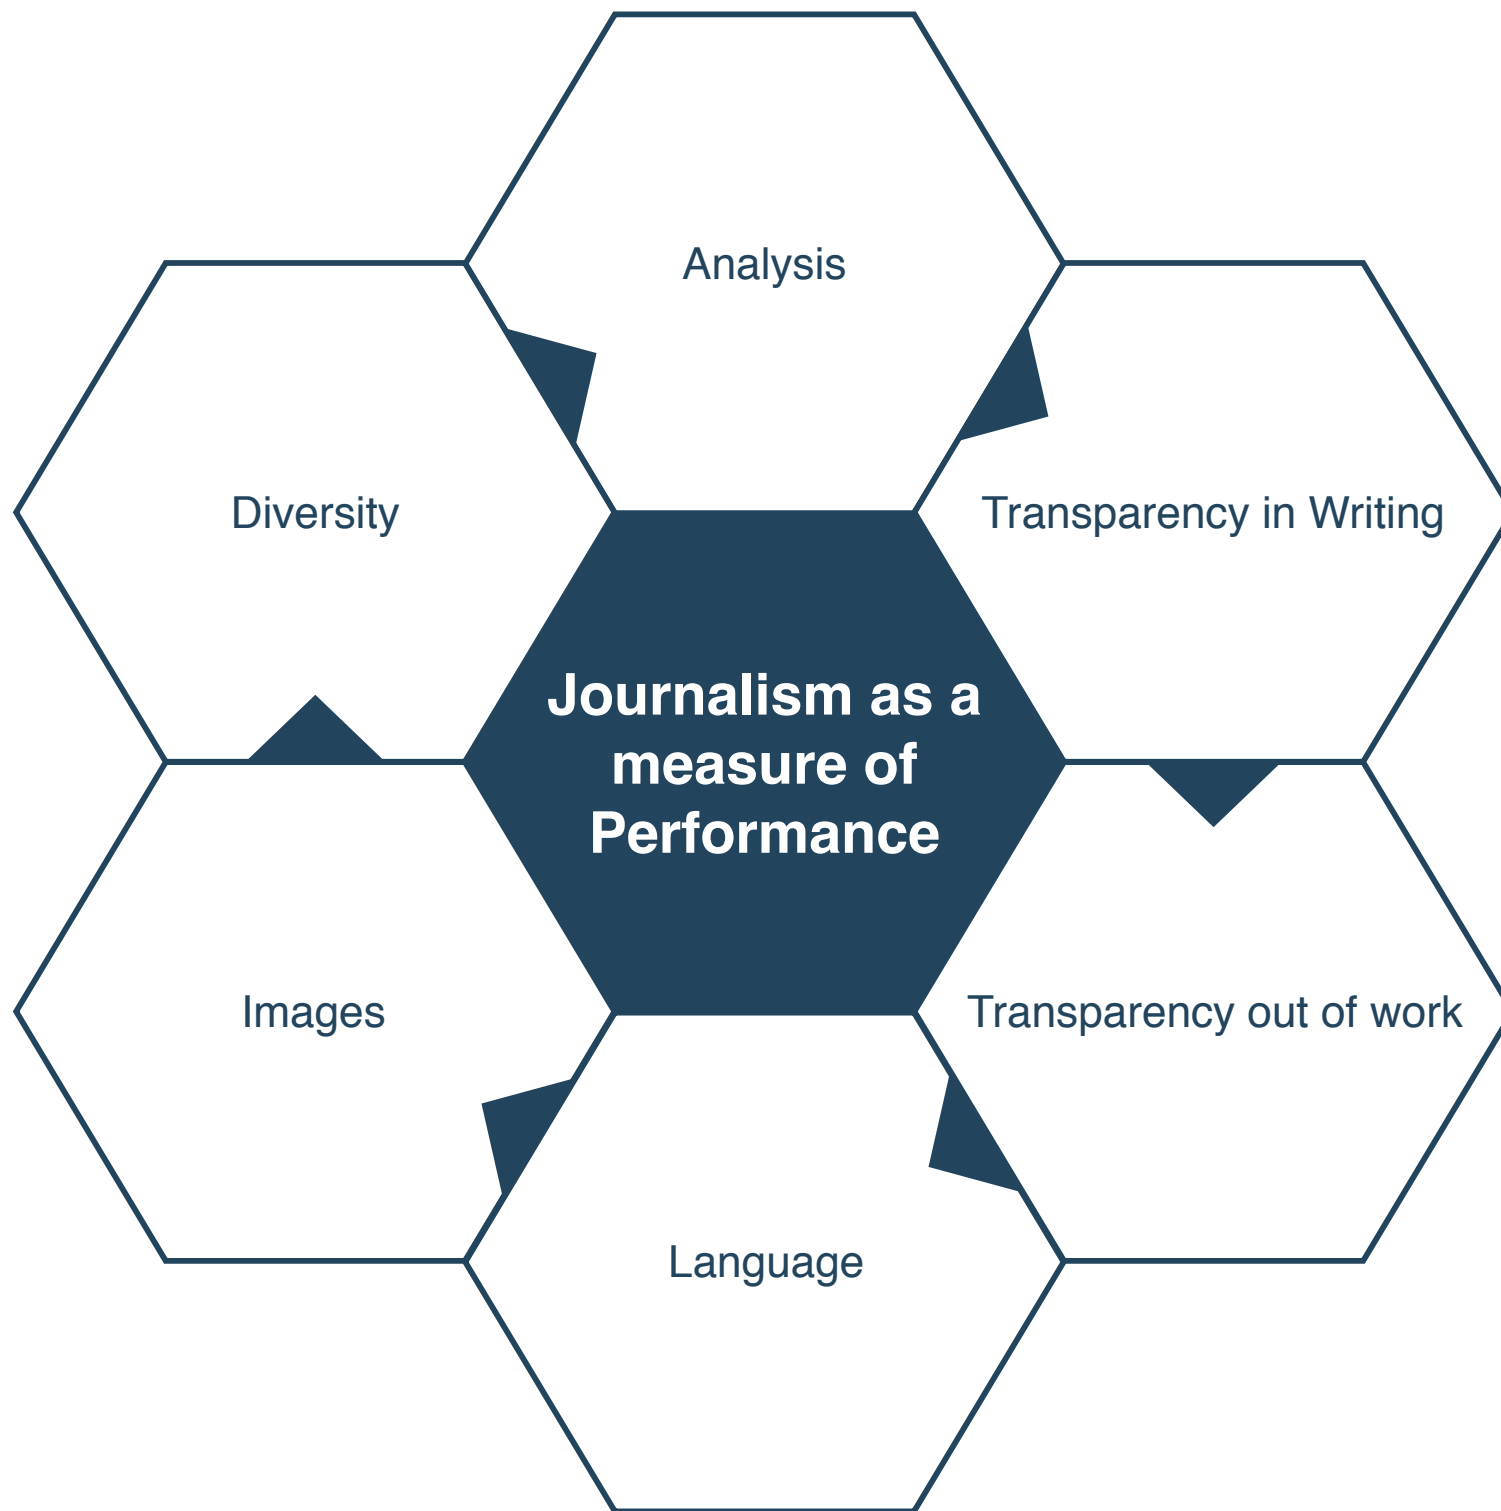 Analysis
Diversity
Transparency in Writing
Journalism as a
measure of
Performance
Images
Transparency out of work
Language